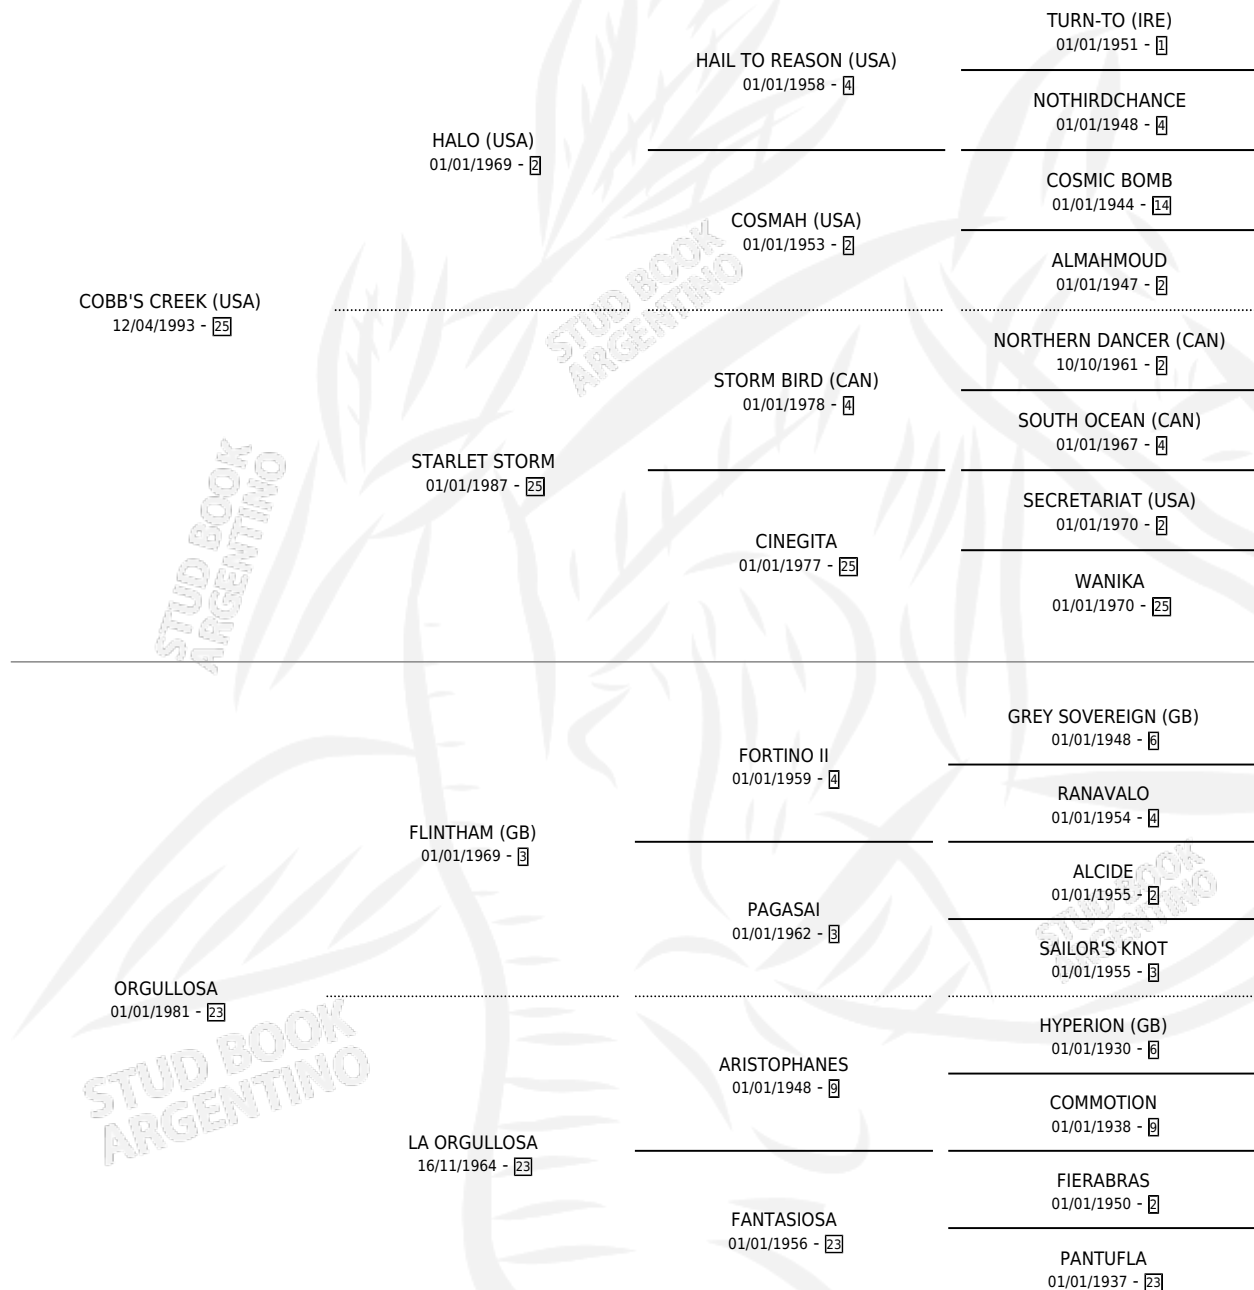 TURN-TO (IRE)
01/01/1951 - 1
HAIL TO REASON (USA)
01/01/1958 - 4
NOTHIRDCHANCE
01/01/1948 - 4
HALO (USA)
01/01/1969 - 2
COSMIC BOMB
01/01/1944 - 14
COSMAH (USA)
01/01/1953 - 2
ALMAHMOUD
01/01/1947 - 2
COBB'S CREEK (USA)
12/04/1993 - 25
NORTHERN DANCER (CAN)
10/10/1961 - 2
STORM BIRD (CAN)
01/01/1978 - 4
SOUTH OCEAN (CAN)
01/01/1967 - 4
STARLET STORM
01/01/1987 - 25
SECRETARIAT (USA)
01/01/1970 - 2
CINEGITA
01/01/1977 - 25
WANIKA
01/01/1970 - 25
GREY SOVEREIGN (GB)
01/01/1948 - 6
FORTINO II
01/01/1959 - 4
RANAVALO
01/01/1954 - 4
FLINTHAM (GB)
01/01/1969 - 3
ALCIDE
01/01/1955 - 2
PAGASAI
01/01/1962 - 3
SAILOR'S KNOT
01/01/1955 - 3
ORGULLOSA
01/01/1981 - 23
HYPERION (GB)
01/01/1930 - 6
ARISTOPHANES
01/01/1948 - 9
COMMOTION
01/01/1938 - 9
LA ORGULLOSA
16/11/1964 - 23
FIERABRAS
01/01/1950 - 2
FANTASIOSA
01/01/1956 - 23
PANTUFLA
01/01/1937 - 23
STUD BOOK
ARGENTINO
STUD BOOK
ARGENTINO
STUD BOOK
ARGENTINO
STUD BOOK
ARGENTINO